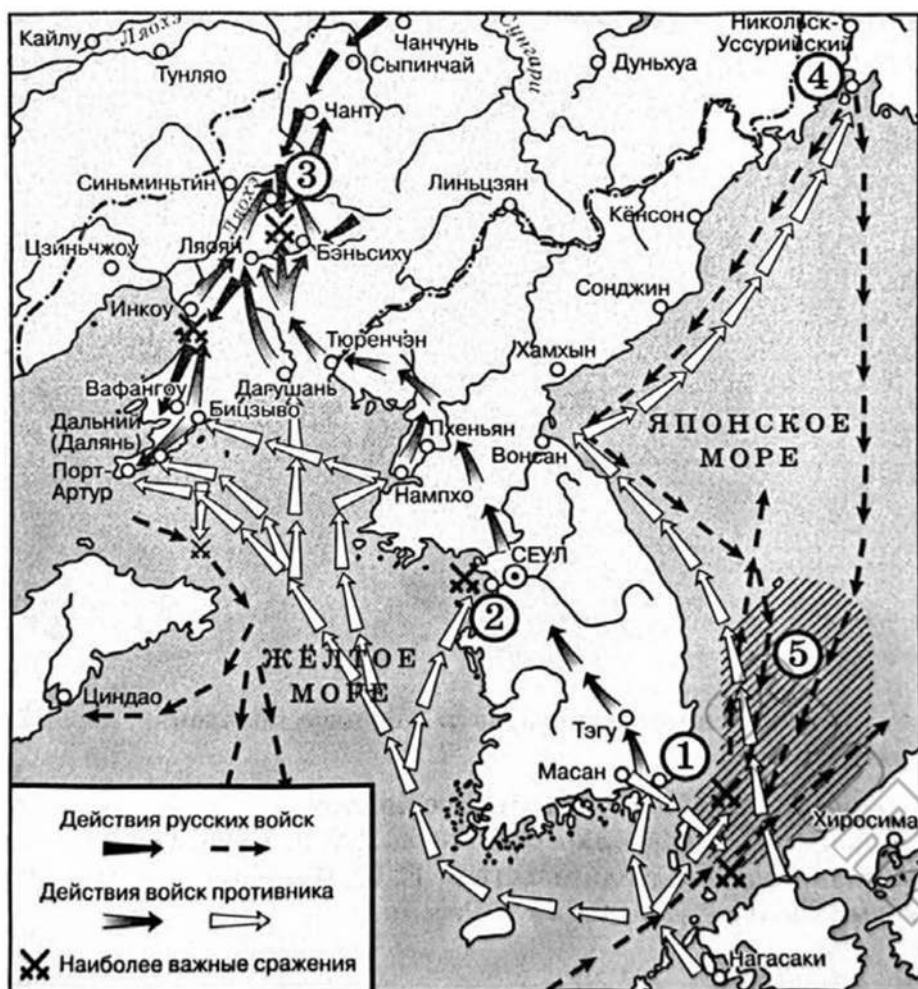 Кайлу
Ляохэ
Тунляо
Чанчунь
Сыпинчай
Сунгари
Дуньхуа
Никольск-
Уссурийский
4
Чанту
Синьминьтин
3
Ляохэ
Линьцзян
Кёнсон
Цзиньчжоу
Ляоян
Бэньсиху
Сонджин
Инкоу
Тюренчэн
Хамхын
Вафангоу
Дагушань
Дальний
(Далянь)
Бицзыво
Пхеньян
Вонсан
ЯПОНСКОЕ
МОРЕ
Порт-
Артур
Нампхо
СЕУЛ
2
ЖЁЛТОЕ
МОРЕ
5
Циндао
Тэгу
1
Масан
Хиросима
Нагасаки
Действия русских войск
Действия войск противника
Наиболее важные сражения